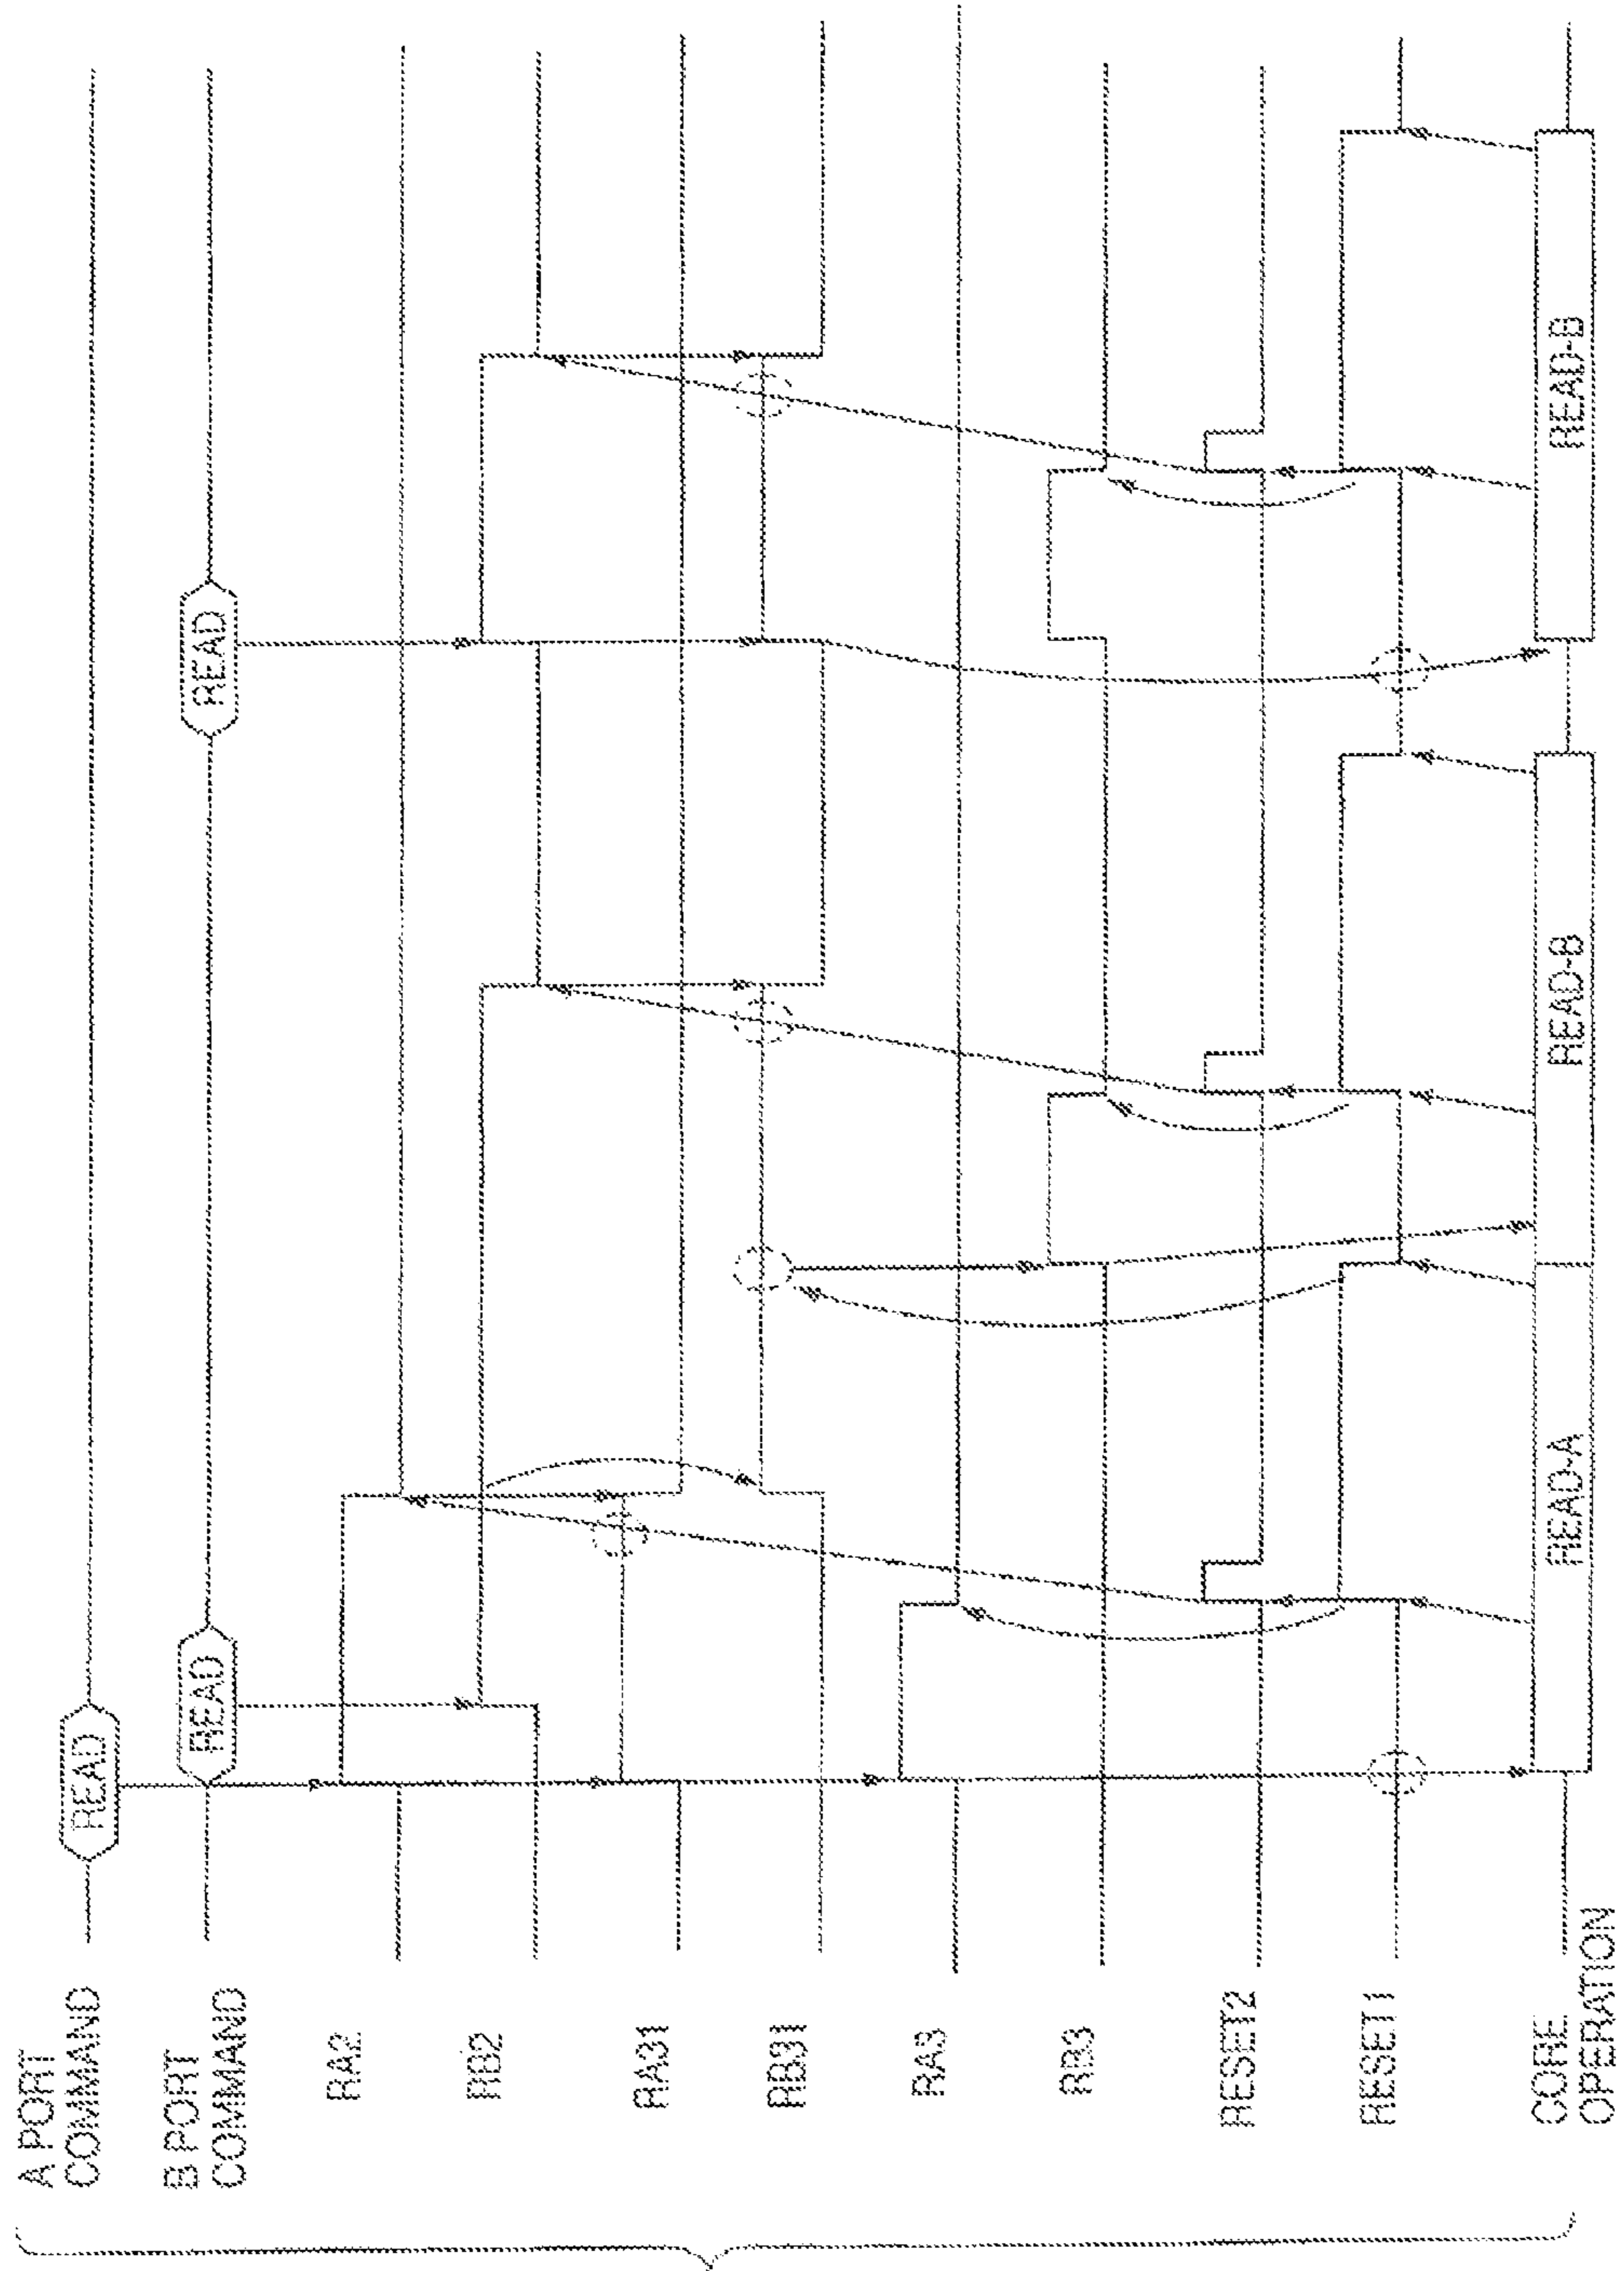 A PORT
COMMAND
READ
B PORT
COMMAND
READ
READ
RA2
RB2
RA31
RB31
RA3
RB3
RESET2
RESET1
CORE
OPERATION
READ-A
READ-B
READ-B